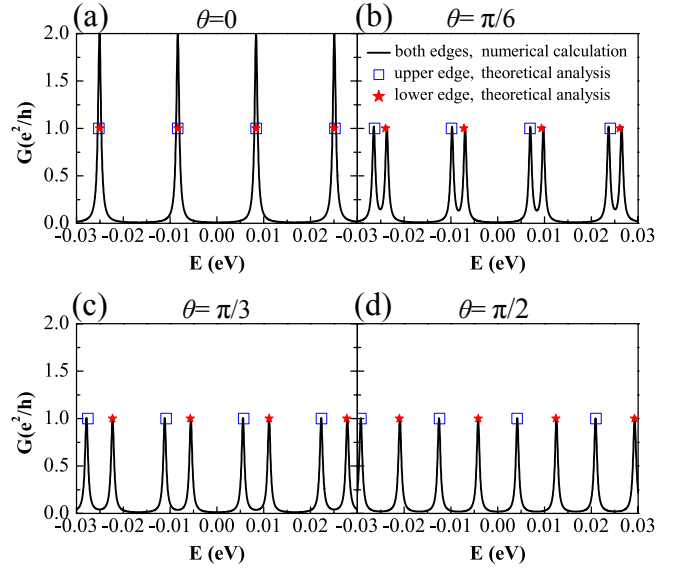 (a) θ=0
(b) θ= π/6
2.0
1.5
1.0
0.5
0.0
G(e²/h)
both edges, numerical calculation
upper edge, theoretical analysis
lower edge, theoretical analysis
-0.03 -0.02 -0.01 0.00 0.01 0.02 -0.03 -0.02 -0.01 0.00 0.01 0.02 0.03
E (eV) E (eV)
(c) θ= π/3
(d) θ= π/2
2.0
1.5
1.0
0.5
0.0
G(e²/h)
-0.03 -0.02 -0.01 0.00 0.01 0.02 -0.03 -0.02 -0.01 0.00 0.01 0.02 0.03
E (eV) E (eV)